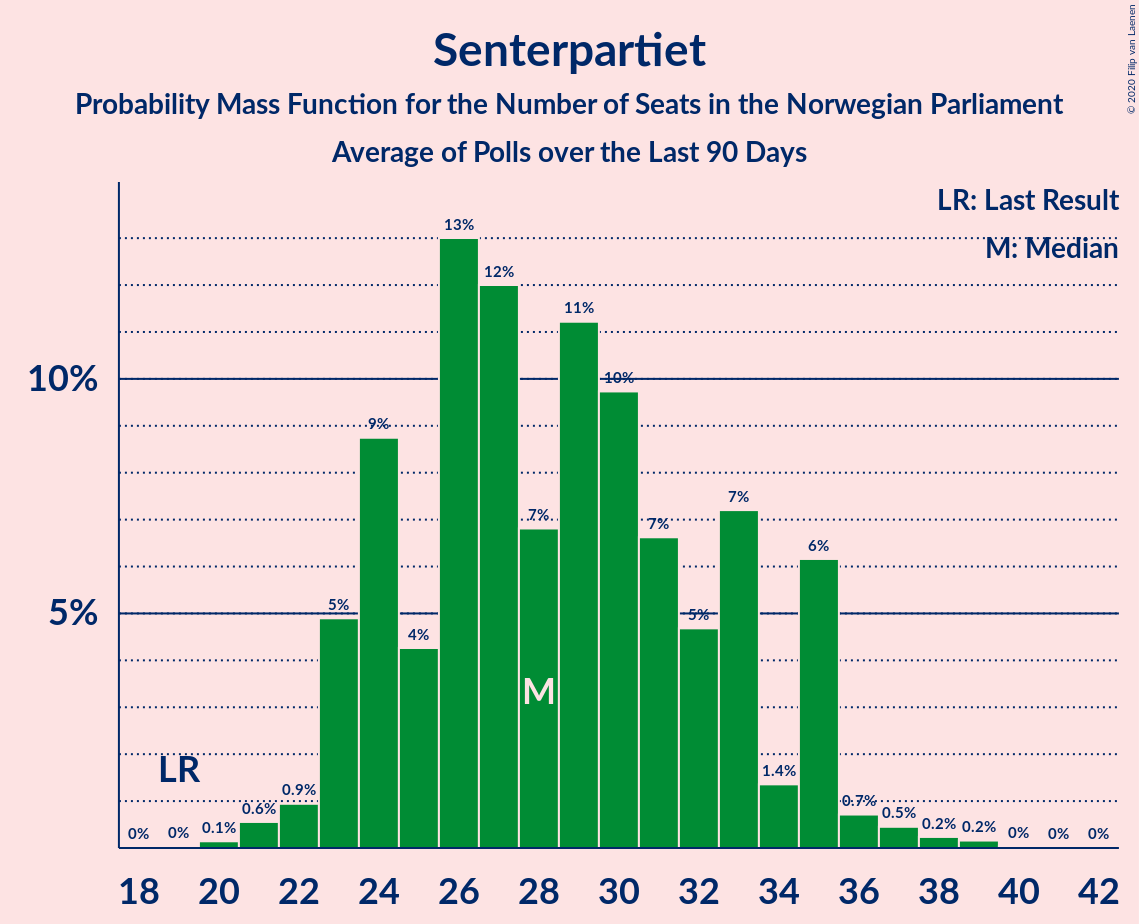 Senterpartiet
Probability Mass Function for the Number of Seats in the Norwegian Parliament
Average of Polls over the Last 90 Days
© 2020 Filip van Laenen
LR: Last Result
M: Median
13%
12%
11%
10%
10%
9%
7%
7%
7%
6%
5%
5%
5%
4%
M
LR
1.4%
0.9%
0.6%
0.7%
0.5%
0% 0% 0.1% 0.2% 0.2% 0% 0% 0%
18 20 22 24 26 28 30 32 34 36 38 40 42